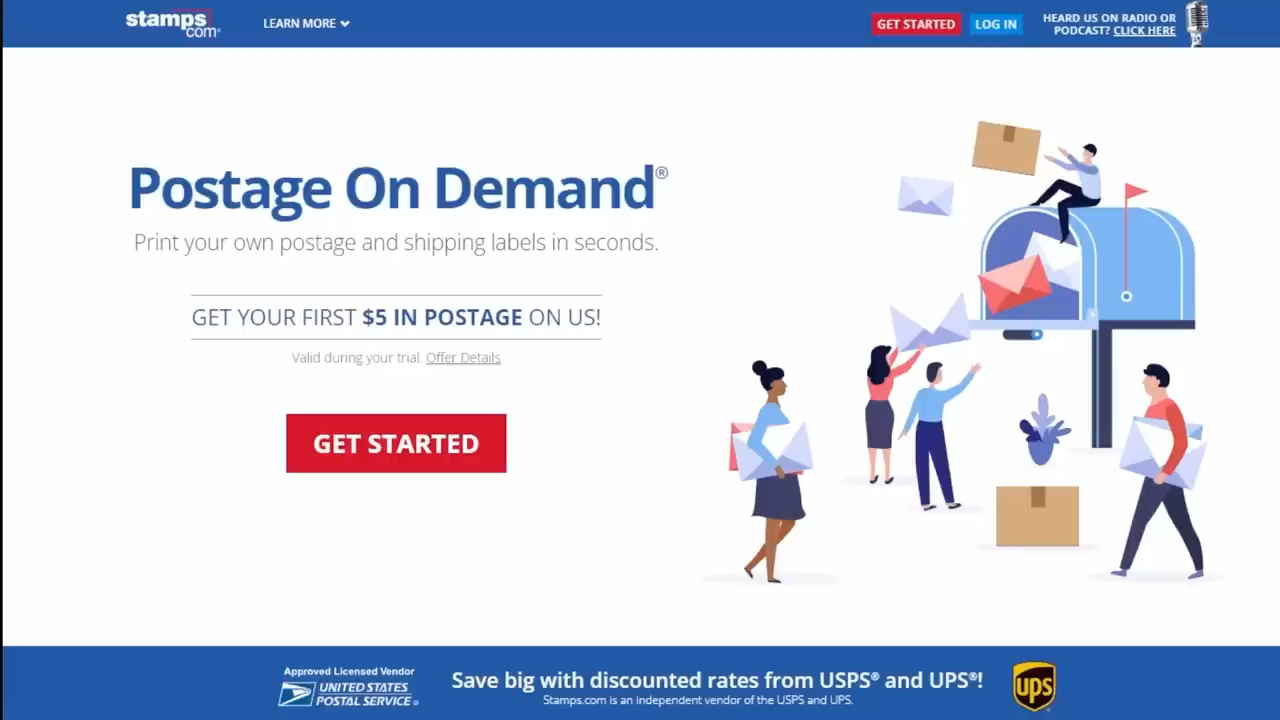 stamps
.com®
LEARN MORE
GET STARTED
LOG IN
HEARD US ON RADIO OR
PODCAST? CLICK HERE
Postage On Demand®
Print your own postage and shipping labels in seconds.
GET YOUR FIRST $5 IN POSTAGE ON US!
Valid during your trial. Offer Details
GET STARTED
Approved Licensed Vendor
UNITED STATES
POSTAL SERVICE®
Save big with discounted rates from USPS® and UPS®!
Stamps.com is an independent vendor of the USPS and UPS.
ups